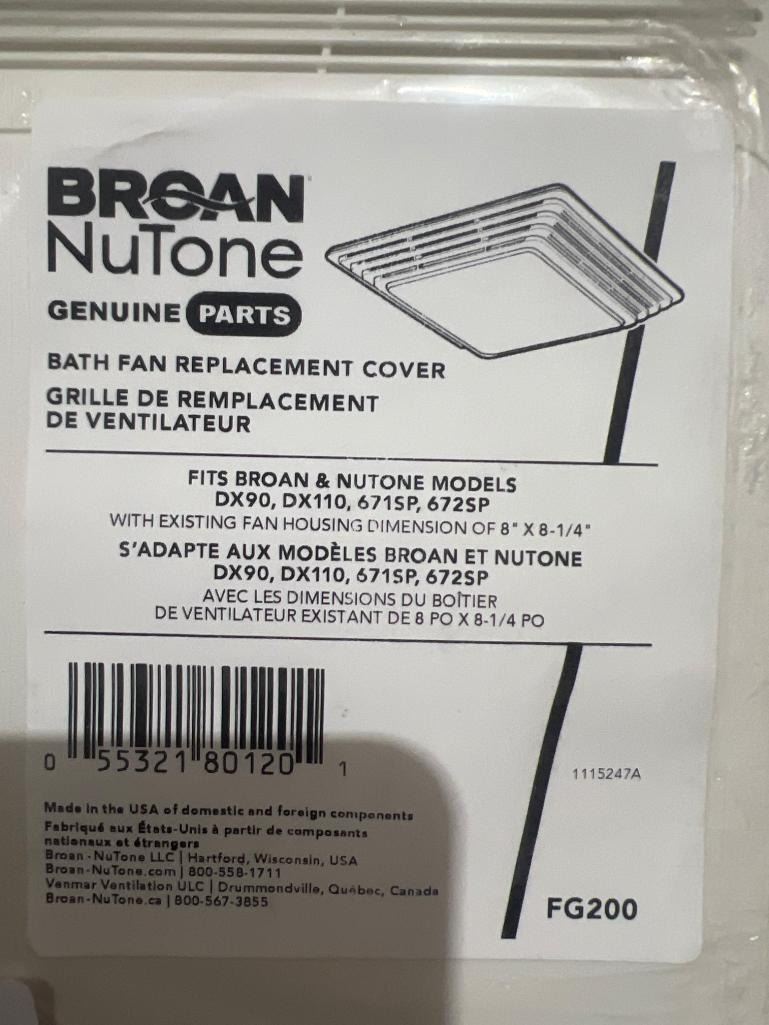 BROAN
NuTone
GENUINE PARTS
BATH FAN REPLACEMENT COVER
GRILLE DE REMPLACEMENT
DE VENTILATEUR
FITS BROAN & NUTONE MODELS
DX90, DX110, 671SP, 672SP
WITH EXISTING FAN HOUSING DIMENSION OF 8" X 8-1/4"
S'ADAPTE AUX MODÈLES BROAN ET NUTONE
DX90, DX110, 671SP, 672SP
AVEC LES DIMENSIONS DU BOÎTIER
DE VENTILATEUR EXISTANT DE 8 PO X 8-1/4 PO
0 55321 80120 1
1115247A
Made in the USA of domestic and foreign components
Fabriqué aux États-Unis à partir de composants
nationaux et étrangers
Broan-NuTone LLC | Hartford, Wisconsin, USA
Broan-NuTone.com | 800-558-1711
Venmar Ventilation ULC | Drummondville, Québec, Canada
Broan-NuTone.ca | 800-567-3855
FG200